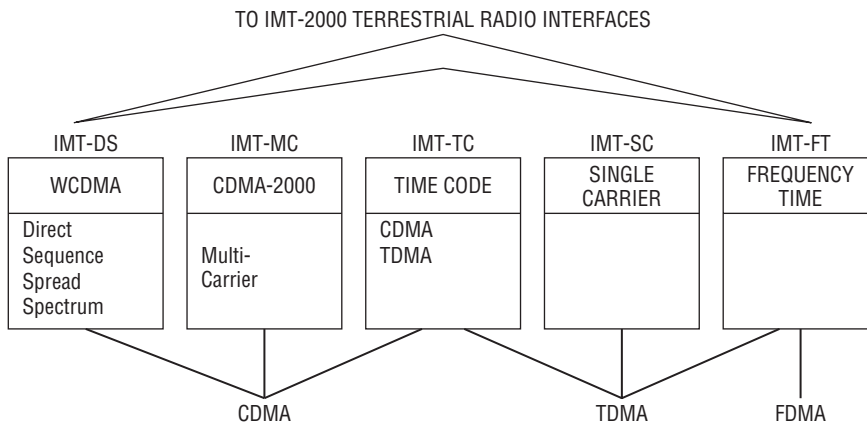 TO IMT-2000 TERRESTRIAL RADIO INTERFACES
IMT-DS
IMT-MC
IMT-TC
IMT-SC
IMT-FT
WCDMA
CDMA-2000
TIME CODE
SINGLE
CARRIER
FREQUENCY
TIME
Direct
Sequence
Spread
Spectrum
Multi-
Carrier
CDMA
TDMA
CDMA
TDMA
FDMA